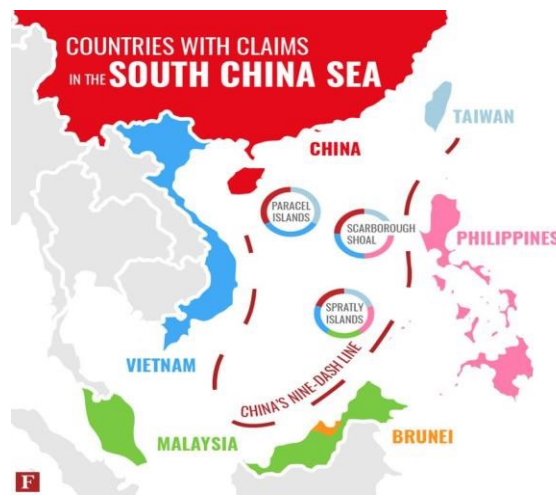 COUNTRIES WITH CLAIMS
IN THE SOUTH CHINA SEA
TAIWAN
CHINA
PARACEL
ISLANDS
SCARBOROUGH
SHOAL
PHILIPPINES
SPRATLY
ISLANDS
CHINA'S NINE-DASH LINE
VIETNAM
MALAYSIA
BRUNEI
F